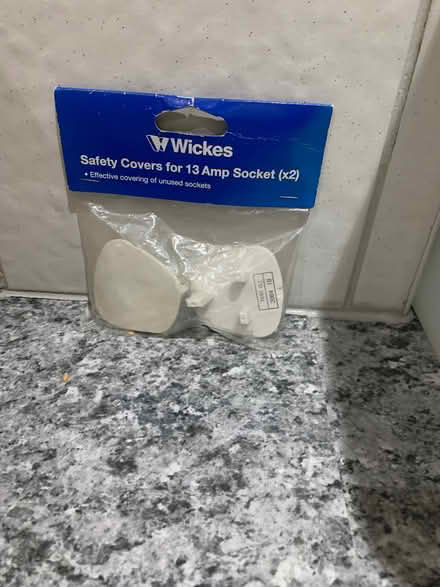 Wickes
Safety Covers for 13 Amp Socket (x2)
• Effective covering of unused sockets